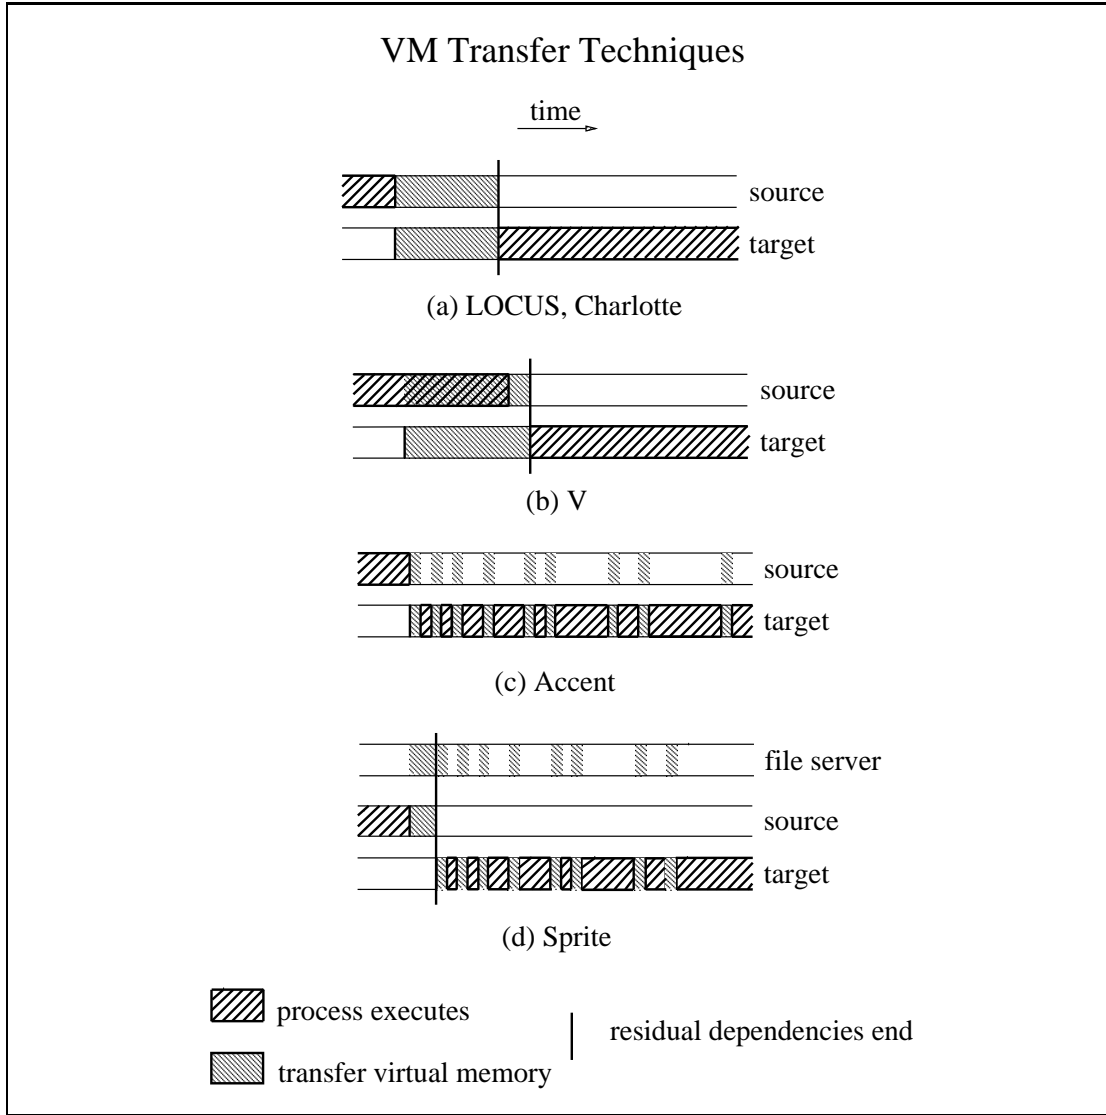 VM Transfer Techniques
time
source
target
(a) LOCUS, Charlotte
source
target
(b) V
source
target
(c) Accent
file server
source
target
(d) Sprite
process executes
residual dependencies end
transfer virtual memory